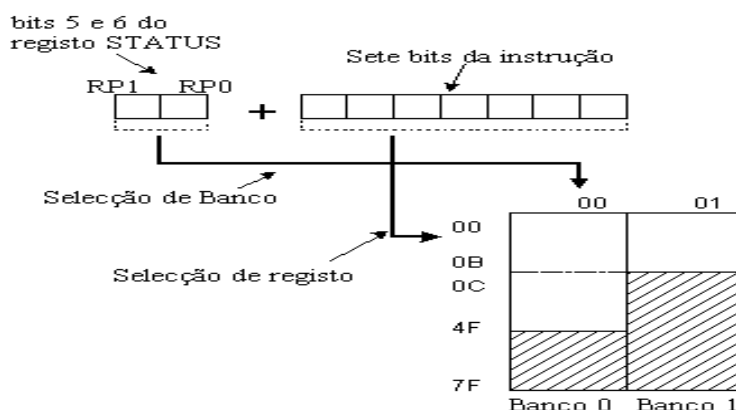 bits 5 e 6 do
registo STATUS
Sete bits da instrução
RP1 RP0
+
Selecção de Banco
00 01
00
0B
Selecção de registo
0C
4F
7F
Banco 0 Banco 1